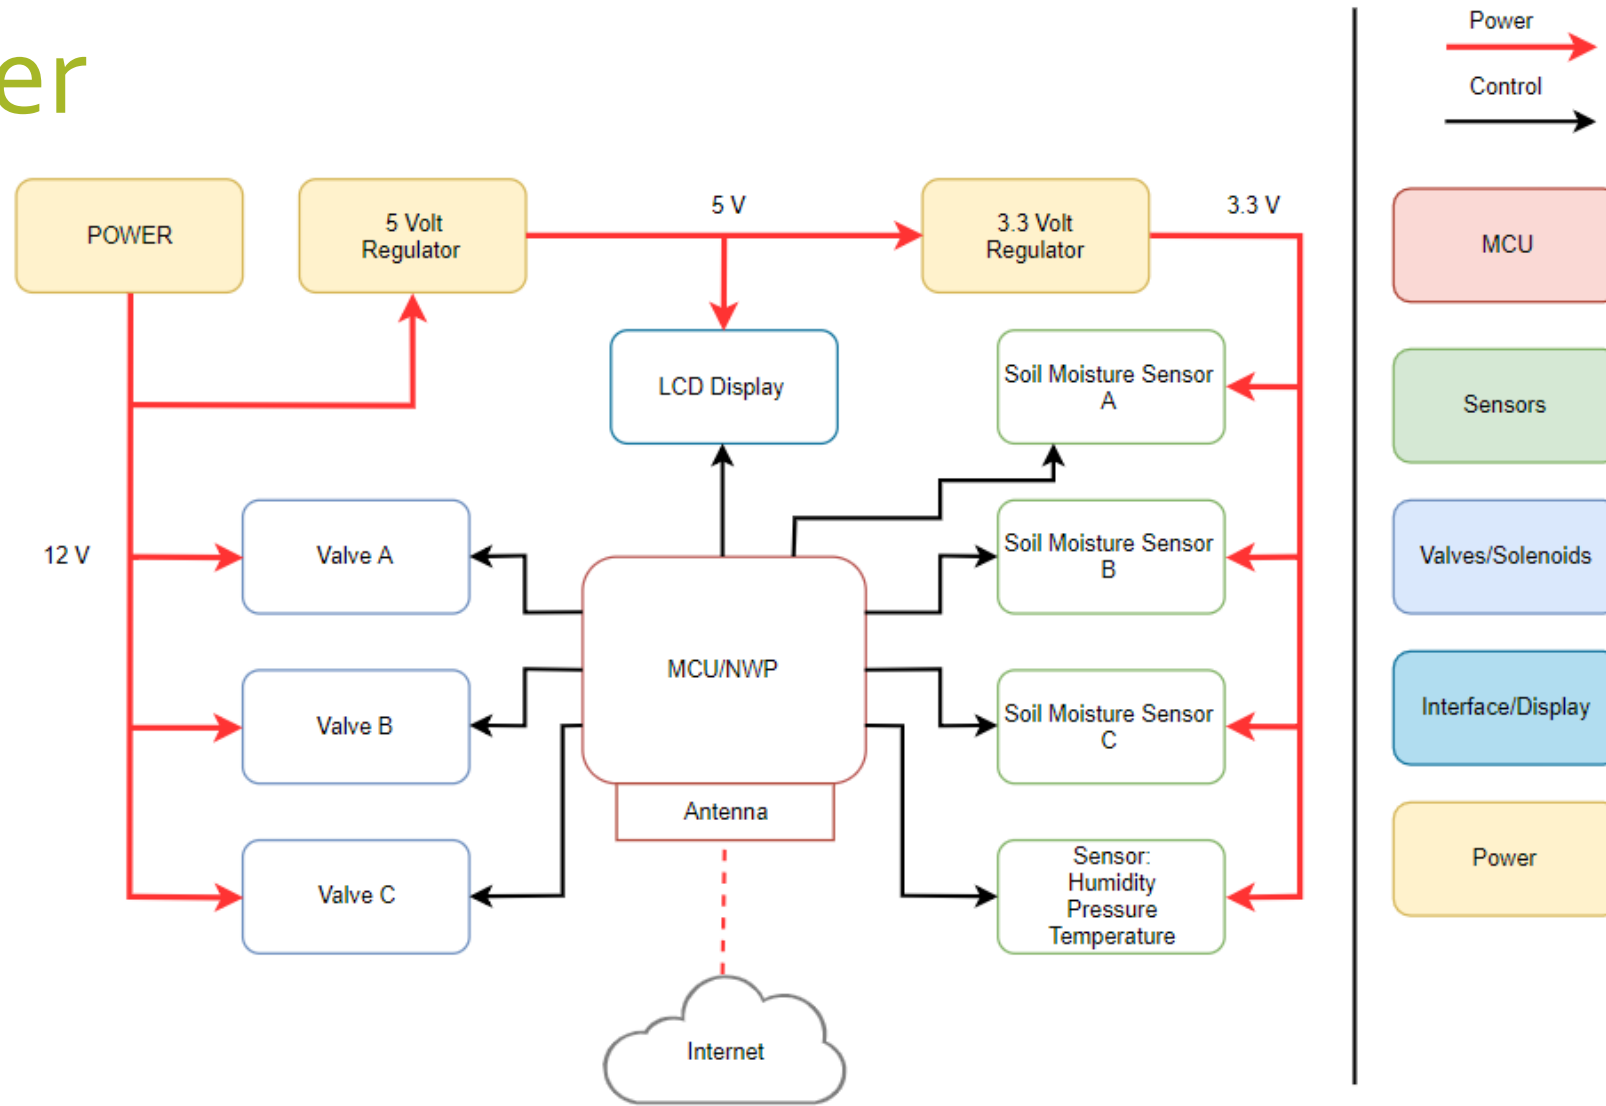 er
Power
Control
POWER
5 Volt
Regulator
5 V
3.3 Volt
Regulator
3.3 V
MCU
LCD Display
Soil Moisture Sensor
A
Sensors
12 V
Valve A
Soil Moisture Sensor
B
Valves/Solenoids
MCU/NWP
Valve B
Soil Moisture Sensor
C
Interface/Display
Antenna
Valve C
Sensor:
Humidity
Pressure
Temperature
Power
Internet